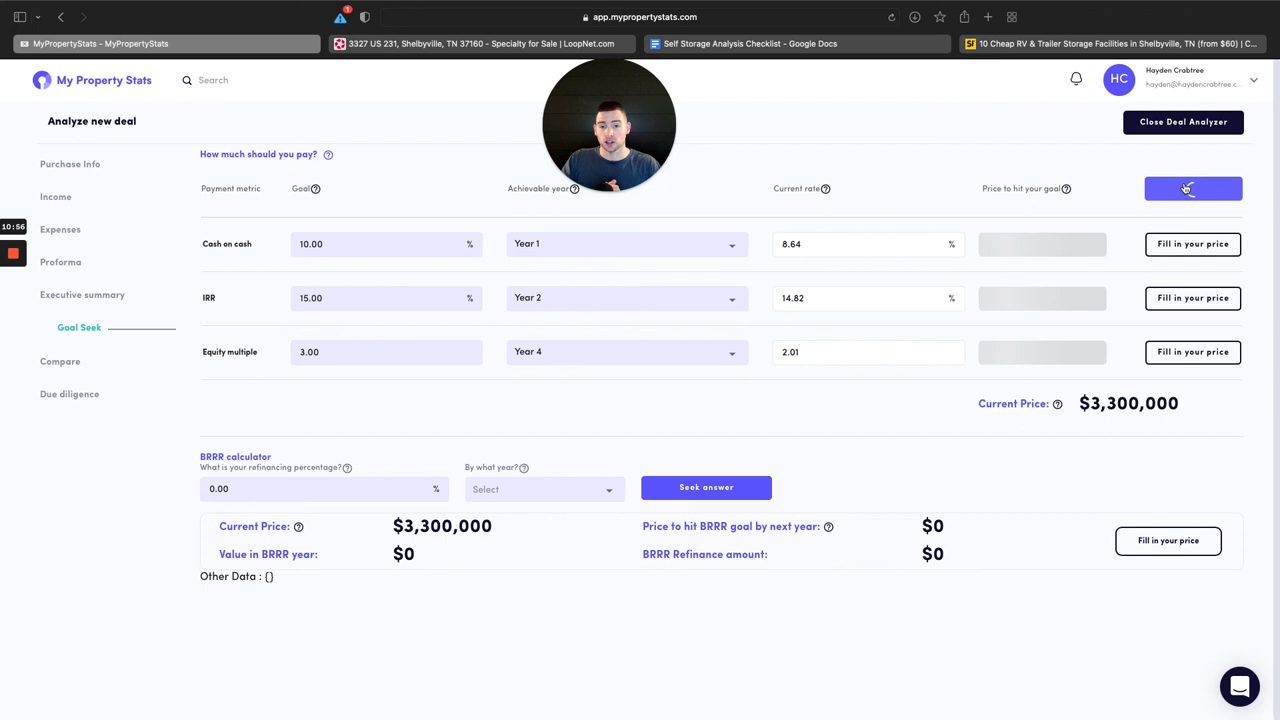 1
app.mypropertystats.com
MyPropertyStats - MyPropertyStats
3327 US 231, Shelbyville, TN 37160 - Specialty for Sale | LoopNet.com
Self Storage Analysis Checklist - Google Docs
SF 10 Cheap RV & Trailer Storage Facilities in Shelbyville, TN (from $60) | C...
My Property Stats
Search
HC
Hayden Crabtree
hayden@haydencrabtree.c...
Analyze new deal
Close Deal Analyzer
Purchase Info
Income
10:56
Expenses
Proforma
Executive summary
Goal Seek
Compare
Due diligence
How much should you pay? ?
Payment metric Goal ? Achievable year ? Current rate ? Price to hit your goal ?
Cash on cash 10.00 % Year 1 8.64 % Fill in your price
IRR 15.00 % Year 2 14.82 % Fill in your price
Equity multiple 3.00 Year 4 2.01 Fill in your price
Current Price: ? $3,300,000
BRRR calculator
What is your refinancing percentage? ? By what year? ?
0.00 % Select Seek answer
Current Price: ? $3,300,000 Price to hit BRRR goal by next year: ? $0
Fill in your price
Value in BRRR year: $0 BRRR Refinance amount: $0
Other Data : {}